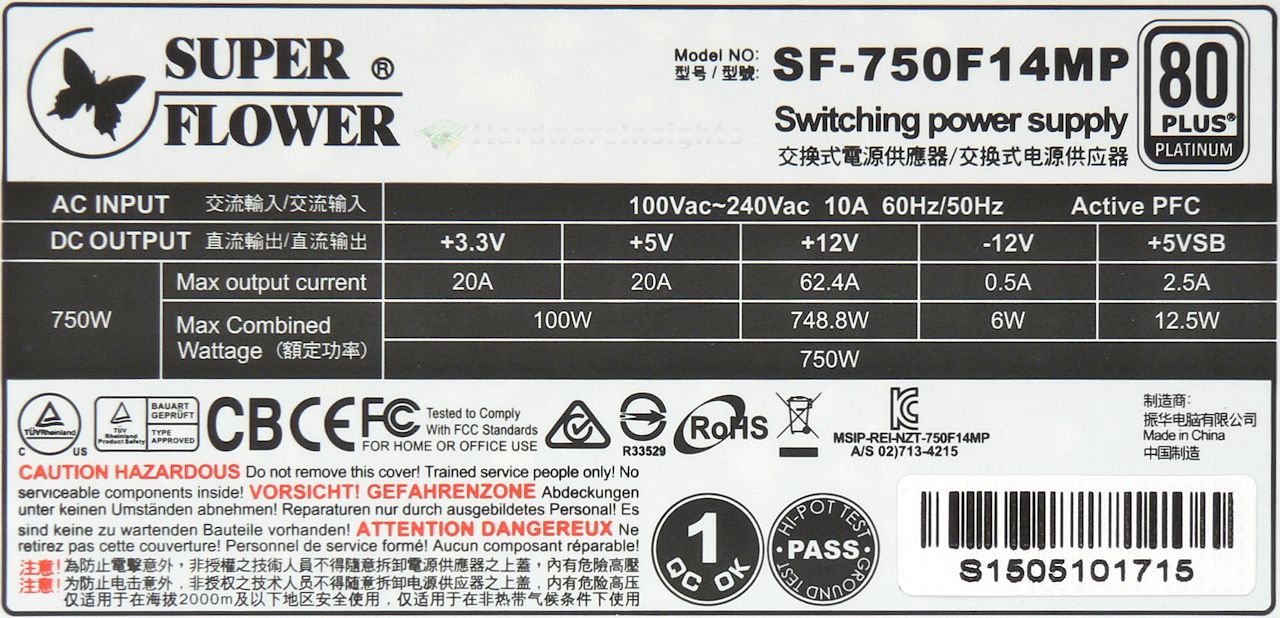 SUPER ®
FLOWER
HardwareInsights
Model NO:
型号 / 型號:
SF-750F14MP
Switching power supply
交換式電源供應器/交换式电源供应器
80
PLUS®
PLATINUM
AC INPUT 交流輸入/交流输入 100Vac~240Vac 10A 60Hz/50Hz Active PFC
DC OUTPUT 直流輸出/直流输出 +3.3V +5V +12V -12V +5VSB
750W
Max output current 20A 20A 62.4A 0.5A 2.5A
Max Combined
Wattage (額定功率)
100W 748.8W 6W 12.5W
750W
TÜVRheinland
C US
TÜV
Rheinland
Product Safety
BAUART
GEPRÜFT
TYPE
APPROVED
CB CE FC
Tested to Comply
With FCC Standards
FOR HOME OR OFFICE USE
R33529
RoHS
MSIP-REI-NZT-750F14MP
A/S 02)713-4215
制造商:
振华电脑有限公司
Made in China
中国制造
CAUTION HAZARDOUS Do not remove this cover! Trained service people only! No
serviceable components inside! VORSICHT! GEFAHRENZONE Abdeckungen
unter keinen Umständen abnehmen! Reparaturen nur durch ausgebildetes Personal! Es
sind keine zu wartenden Bauteile vorhanden! ATTENTION DANGEREUX Ne
retirez pas cette couverture! Personnel de service formé! Aucun composant réparable!
注意! 為防止電擊意外，非授權之技術人員不得隨意拆卸電源供應器之上蓋，內有危險高壓
注意! 为防止电击意外，非授权之技术人员不得随意拆卸电源供应器之上盖，内有危险高压
仅适用于在海拔2000m及以下地区安全使用，仅适用于在非热带气候条件下使用
1
QC OK
HI-POT TEST
PASS
GROUND TEST
S1505101715